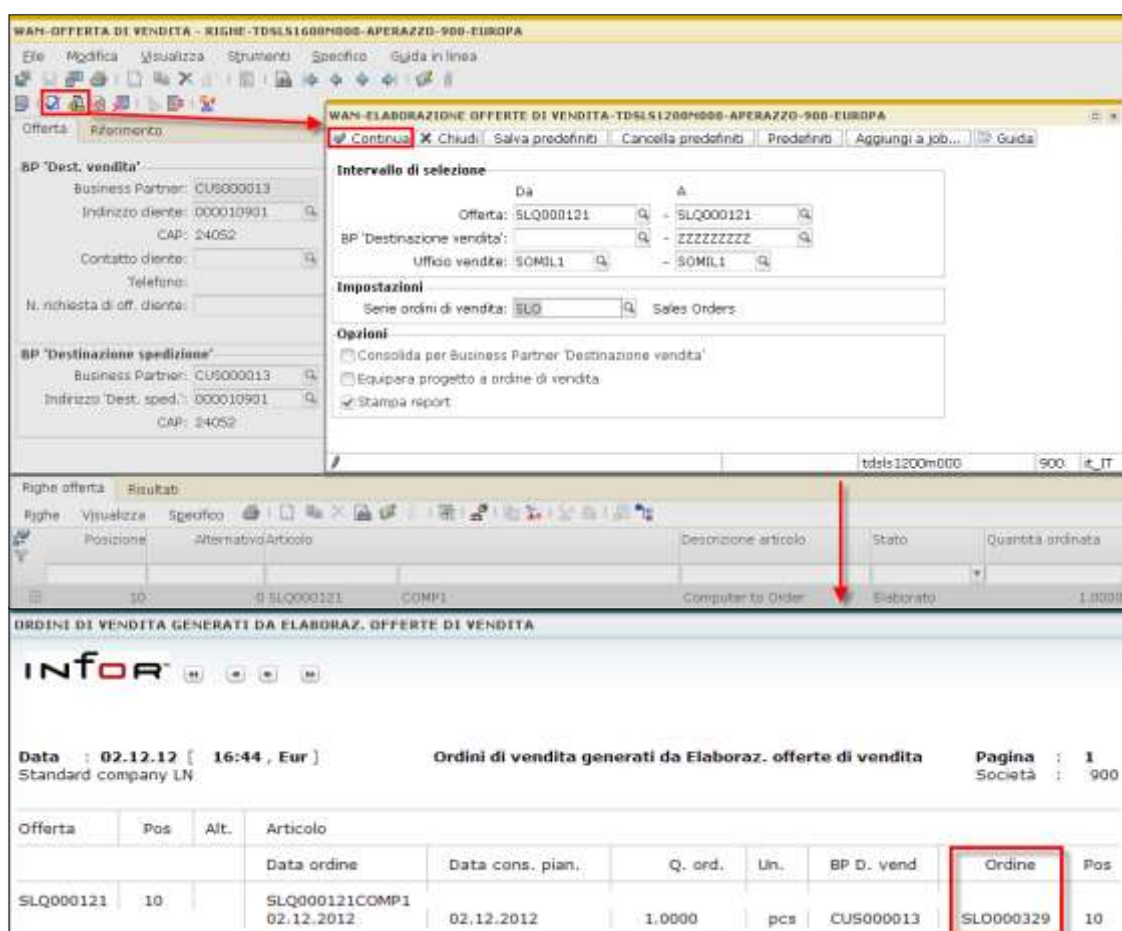 WAN-OFFERTA DI VENDITA - RIGHE-TDSLS1600M000-APERAZZO-900-EUROPA
File Modifica Visualizza Strumenti Specifico Guida in linea
Offerta Riferimento
BP 'Dest. vendita'
Business Partner: CUS000013
Indirizzo cliente: 000010901
CAP: 24052
Contatto cliente:
Telefono:
N. richiesta di off. cliente:
BP 'Destinazione spedizione'
Business Partner: CUS000013
Indirizzo 'Dest. sped.': 000010901
CAP: 24052
WAN-ELABORAZIONE OFFERTE DI VENDITA-TDSLS1200M000-APERAZZO-900-EUROPA
Continua Chiudi Salva predefiniti Cancella predefiniti Predefiniti Aggiungi a job... Guida
Intervallo di selezione
Da A
Offerta: SLQ000121 - SLQ000121
BP 'Destinazione vendita': - ZZZZZZZZZ
Ufficio vendite: SOMIL1 - SOMIL1
Impostazioni
Serie ordini di vendita: SLO Sales Orders
Opzioni
Consolida per Business Partner 'Destinazione vendita'
Equipara progetto a ordine di vendita
Stampa report
tdsls1200m000 900 it_IT
Righe offerta Risultati
Righe Visualizza Specifico
Posizione Alternativo Articolo Descrizione articolo Stato Quantità ordinata
10 0 SLQ000121 COMP1 Computer to Order Elaborato 1.0000
ORDINI DI VENDITA GENERATI DA ELABORAZ. OFFERTE DI VENDITA
INFOR
Data : 02.12.12 [ 16:44 , Eur ] Ordini di vendita generati da Elaboraz. offerte di vendita Pagina : 1
Standard company LN Società : 900
Offerta Pos Alt. Articolo
Data ordine Data cons. pian. Q. ord. Un. BP D. vend Ordine Pos
SLQ000121 10 SLQ000121COMP1
02.12.2012 02.12.2012 1.0000 pcs CUS000013 SLO000329 10